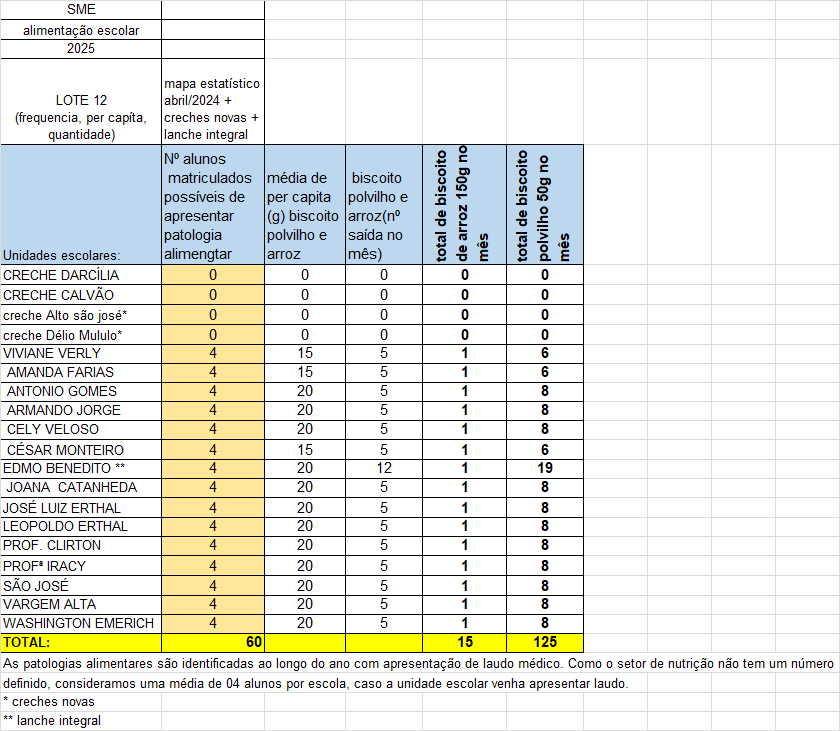 SME
alimentação escolar
2025
LOTE 12
(frequencia, per capíta,
quantidade)
mapa estatístico
abril/2024 +
creches novas +
lanche integral
Unidades escolares:
Nº alunos
matriculados
possíveis de
apresentar
patologia
alimengtar
média de
per capita
(g) biscoito
polvilho e
arroz
biscoito
polvilho e
arroz(nº
saída no
mês)
total de biscoito
de arroz 150g no
mês
total de biscoito
polvilho 50g no
mês
CRECHE DARCÍLIA 0 0 0 0 0
CRECHE CALVÃO 0 0 0 0 0
creche Alto são josé* 0 0 0 0 0
creche Délio Mululo* 0 0 0 0 0
VIVIANE VERLY 4 15 5 1 6
AMANDA FARIAS 4 15 5 1 6
ANTONIO GOMES 4 20 5 1 8
ARMANDO JORGE 4 20 5 1 8
CELY VELOSO 4 20 5 1 8
CÉSAR MONTEIRO 4 15 5 1 6
EDMO BENEDITO ** 4 20 12 1 19
JOANA CATANHEDA 4 20 5 1 8
JOSÉ LUIZ ERTHAL 4 20 5 1 8
LEOPOLDO ERTHAL 4 20 5 1 8
PROF. CLIRTON 4 20 5 1 8
PROFª IRACY 4 20 5 1 8
SÃO JOSÉ 4 20 5 1 8
VARGEM ALTA 4 20 5 1 8
WASHINGTON EMERICH 4 20 5 1 8
TOTAL: 60 15 125
As patologias alimentares são identificadas ao longo do ano com apresentação de laudo médico. Como o setor de nutrição não tem um número
definido, consideramos uma média de 04 alunos por escola, caso a unidade escolar venha apresentar laudo.
* creches novas
** lanche integral